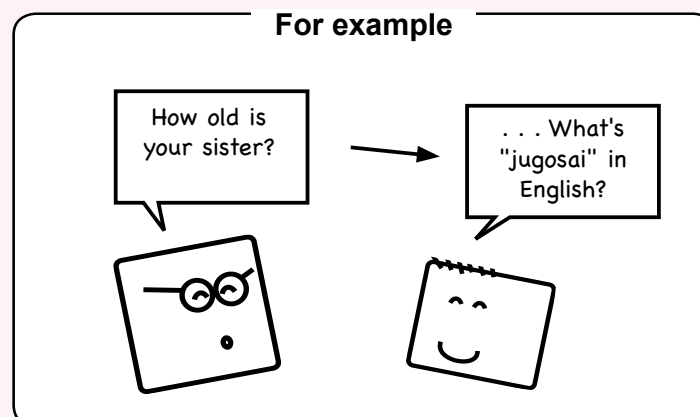 For example
How old is
your sister?
. . . What's
"jugosai" in
English?